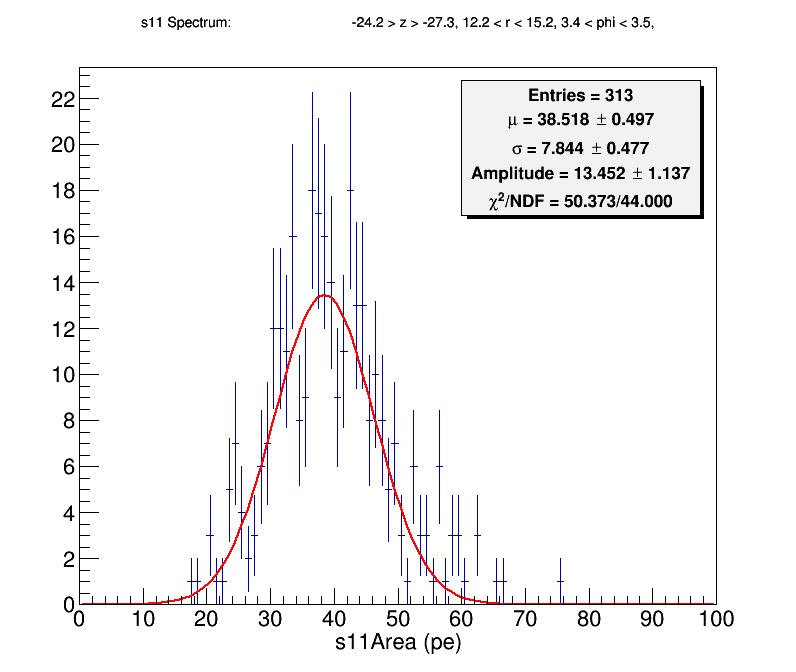 s11 Spectrum: -24.2 > z > -27.3, 12.2 < r < 15.2, 3.4 < phi < 3.5,
Entries = 313
μ = 38.518 ± 0.497
σ = 7.844 ± 0.477
Amplitude = 13.452 ± 1.137
χ²/NDF = 50.373/44.000
22
20
18
16
14
12
10
8
6
4
2
0
0 10 20 30 40 50 60 70 80 90 100
s11Area (pe)